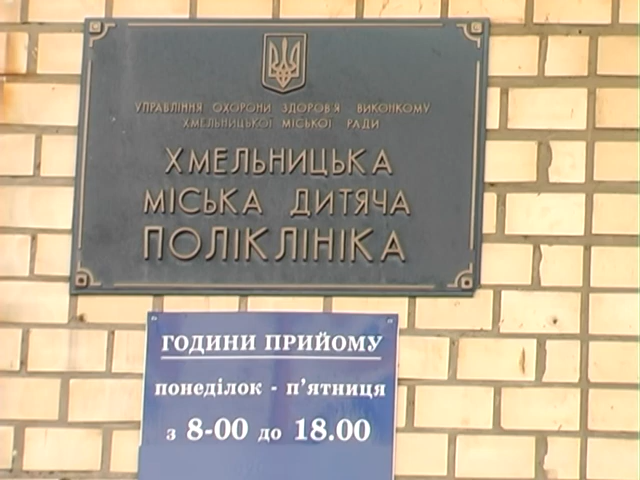 УПРАВЛІННЯ ОХОРОНИ ЗДОРОВ'Я ВИКОНКОМУ
ХМЕЛЬНИЦЬКОЇ МІСЬКОЇ РАДИ
ХМЕЛЬНИЦЬКА
МІСЬКА ДИТЯЧА
ПОЛІКЛІНІКА
ГОДИНИ ПРИЙОМУ
понеділок - п'ятниця
з 8-00 до 18.00